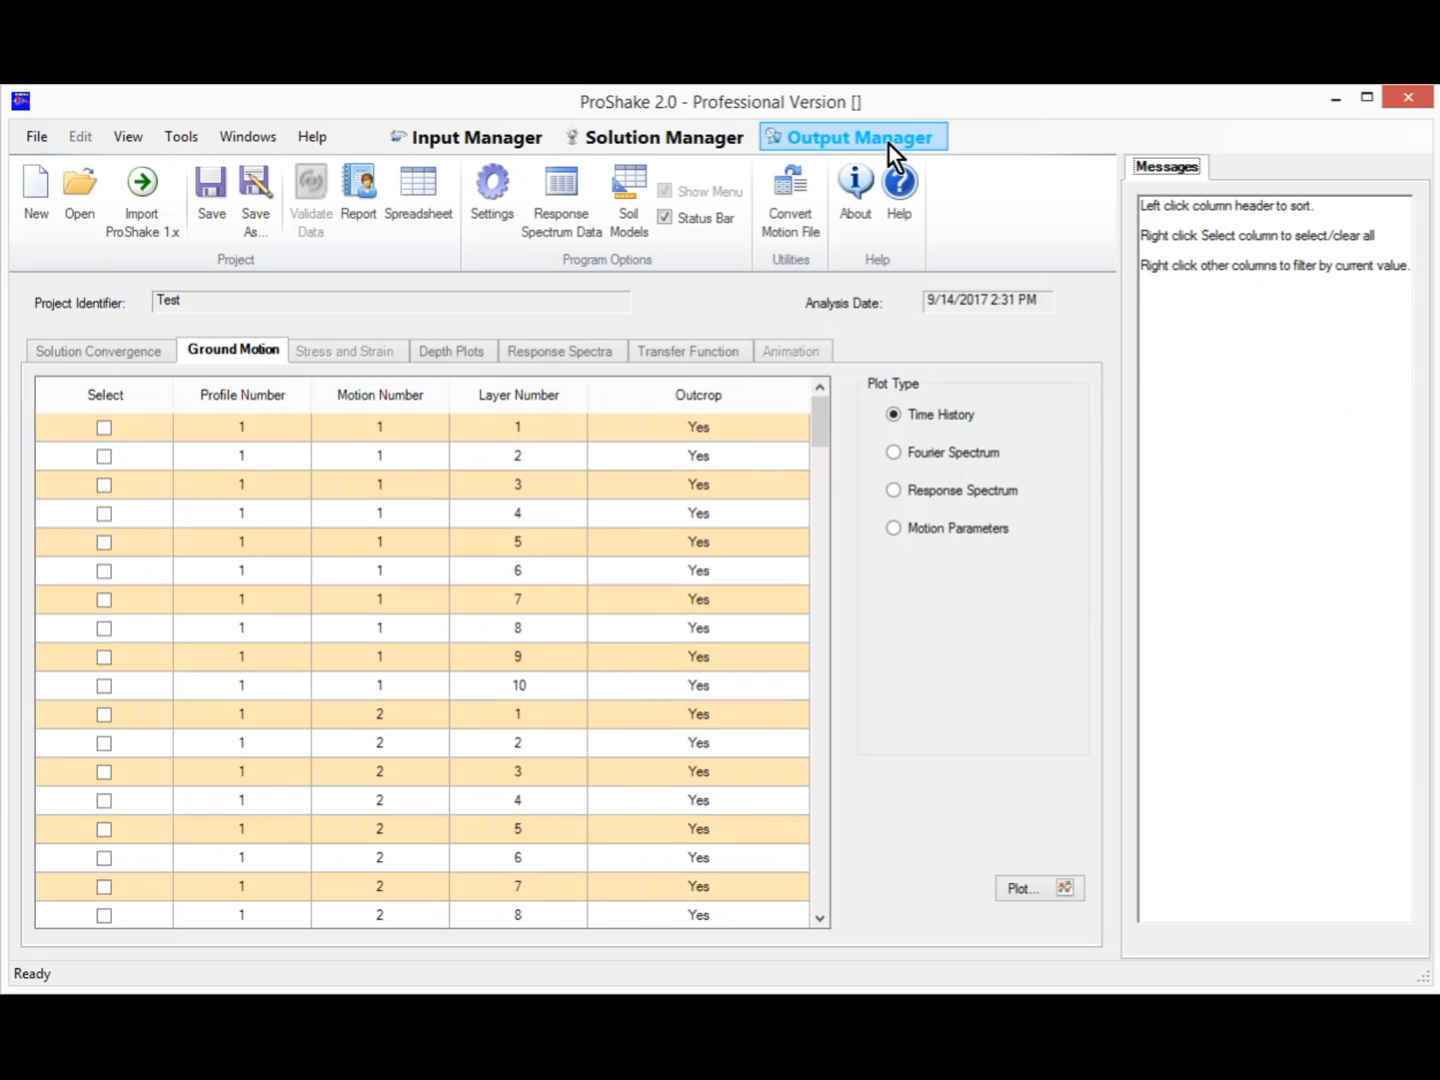 ProShake 2.0 - Professional Version []
File Edit View Tools Windows Help Input Manager Solution Manager Output Manager
New Open Import ProShake 1.x Save Save As... Validate Data Report Spreadsheet Settings Response Spectrum Data Soil Models Show Menu Status Bar Convert Motion File About Help
Project Program Options Utilities Help
Messages
Left click column header to sort.
Right click Select column to select/clear all
Right click other columns to filter by current value.
Project Identifier: Test Analysis Date: 9/14/2017 2:31 PM
Solution Convergence Ground Motion Stress and Strain Depth Plots Response Spectra Transfer Function Animation
Select Profile Number Motion Number Layer Number Outcrop
1 1 1 Yes
1 1 2 Yes
1 1 3 Yes
1 1 4 Yes
1 1 5 Yes
1 1 6 Yes
1 1 7 Yes
1 1 8 Yes
1 1 9 Yes
1 1 10 Yes
1 2 1 Yes
1 2 2 Yes
1 2 3 Yes
1 2 4 Yes
1 2 5 Yes
1 2 6 Yes
1 2 7 Yes
1 2 8 Yes
Plot Type
Time History
Fourier Spectrum
Response Spectrum
Motion Parameters
Plot...
Ready